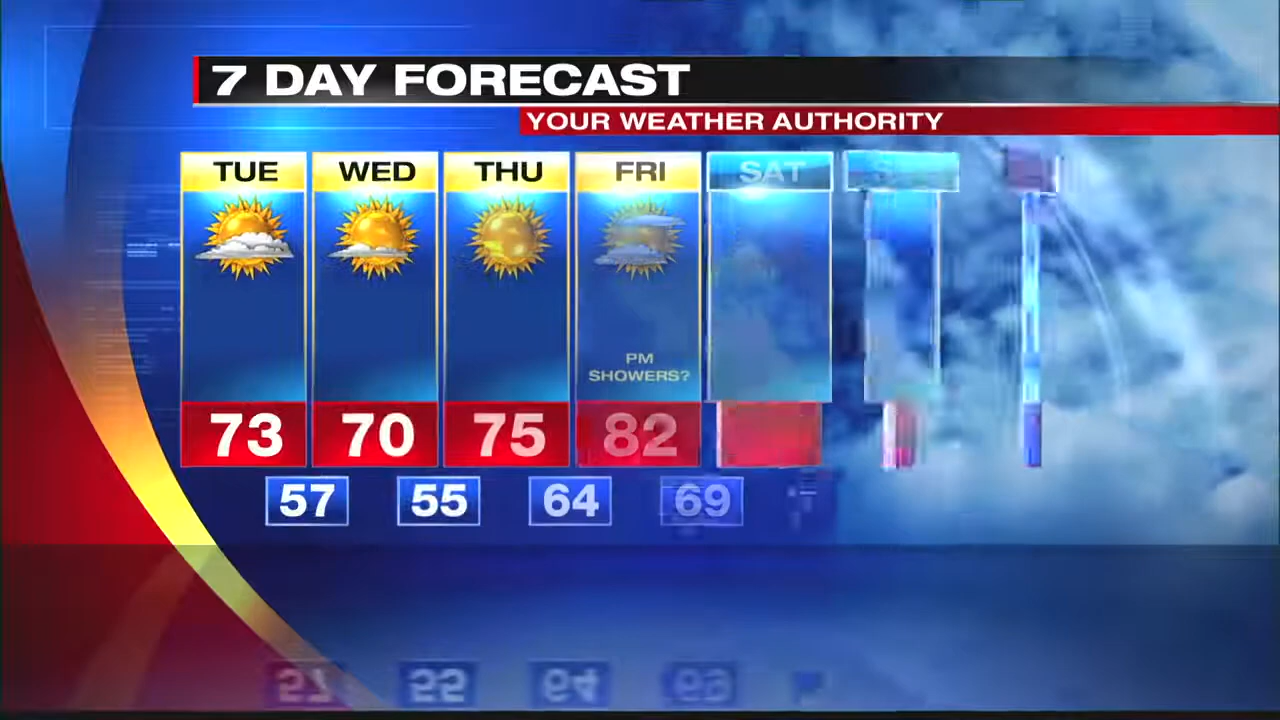 7 DAY FORECAST
YOUR WEATHER AUTHORITY
TUE WED THU FRI SAT
PM
SHOWERS?
73 70 75 82
57 55 64 69